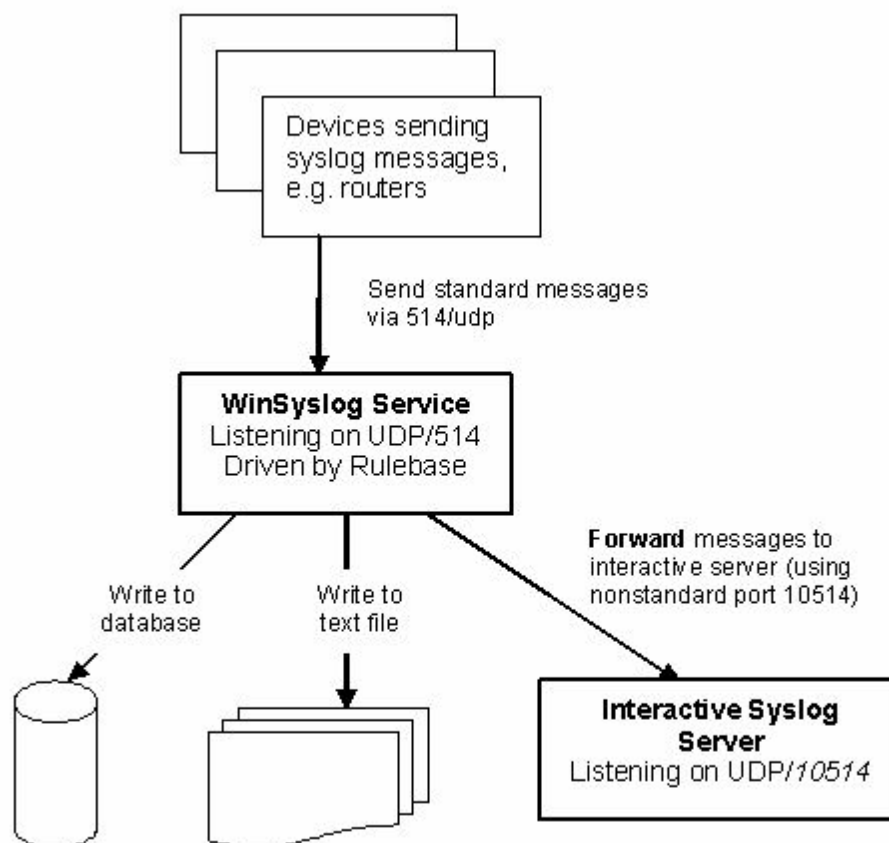 Devices sending
syslog messages,
e.g. routers
Send standard messages
via 514/udp
WinSyslog Service
Listening on UDP/514
Driven by Rulebase
Forward messages to
interactive server (using
nonstandard port 10514)
Write to
database
Write to
text file
Interactive Syslog
Server
Listening on UDP/10514